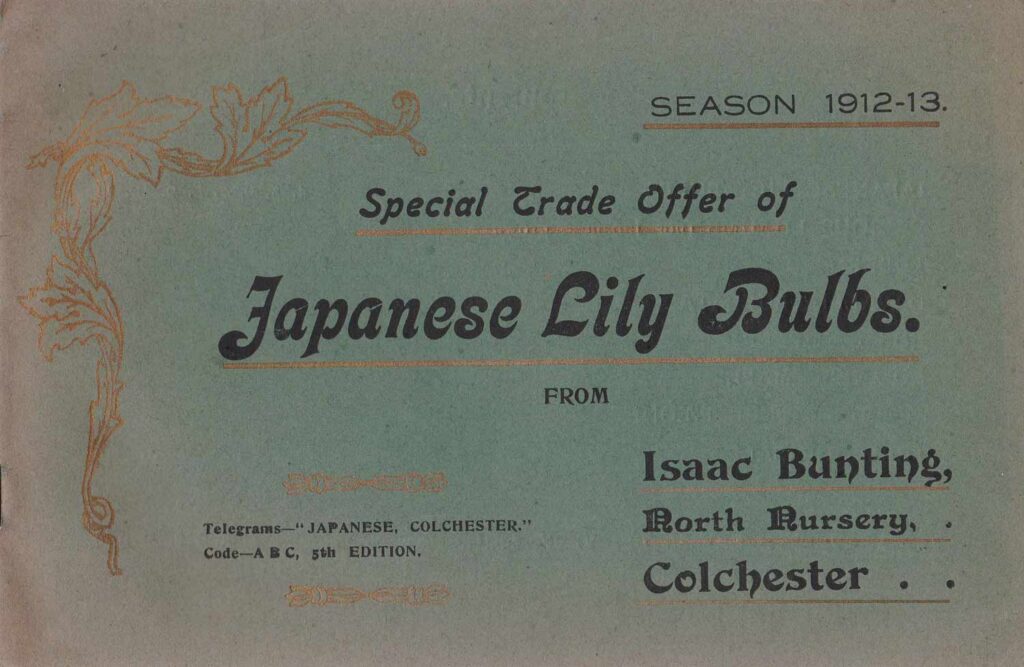 SEASON 1912-13.
Special Trade Offer of
Japanese Lily Bulbs.
FROM
Isaac Bunting,
North Nursery, .
Colchester . .
Telegrams—"JAPANESE, COLCHESTER."
Code—A B C, 5th EDITION.